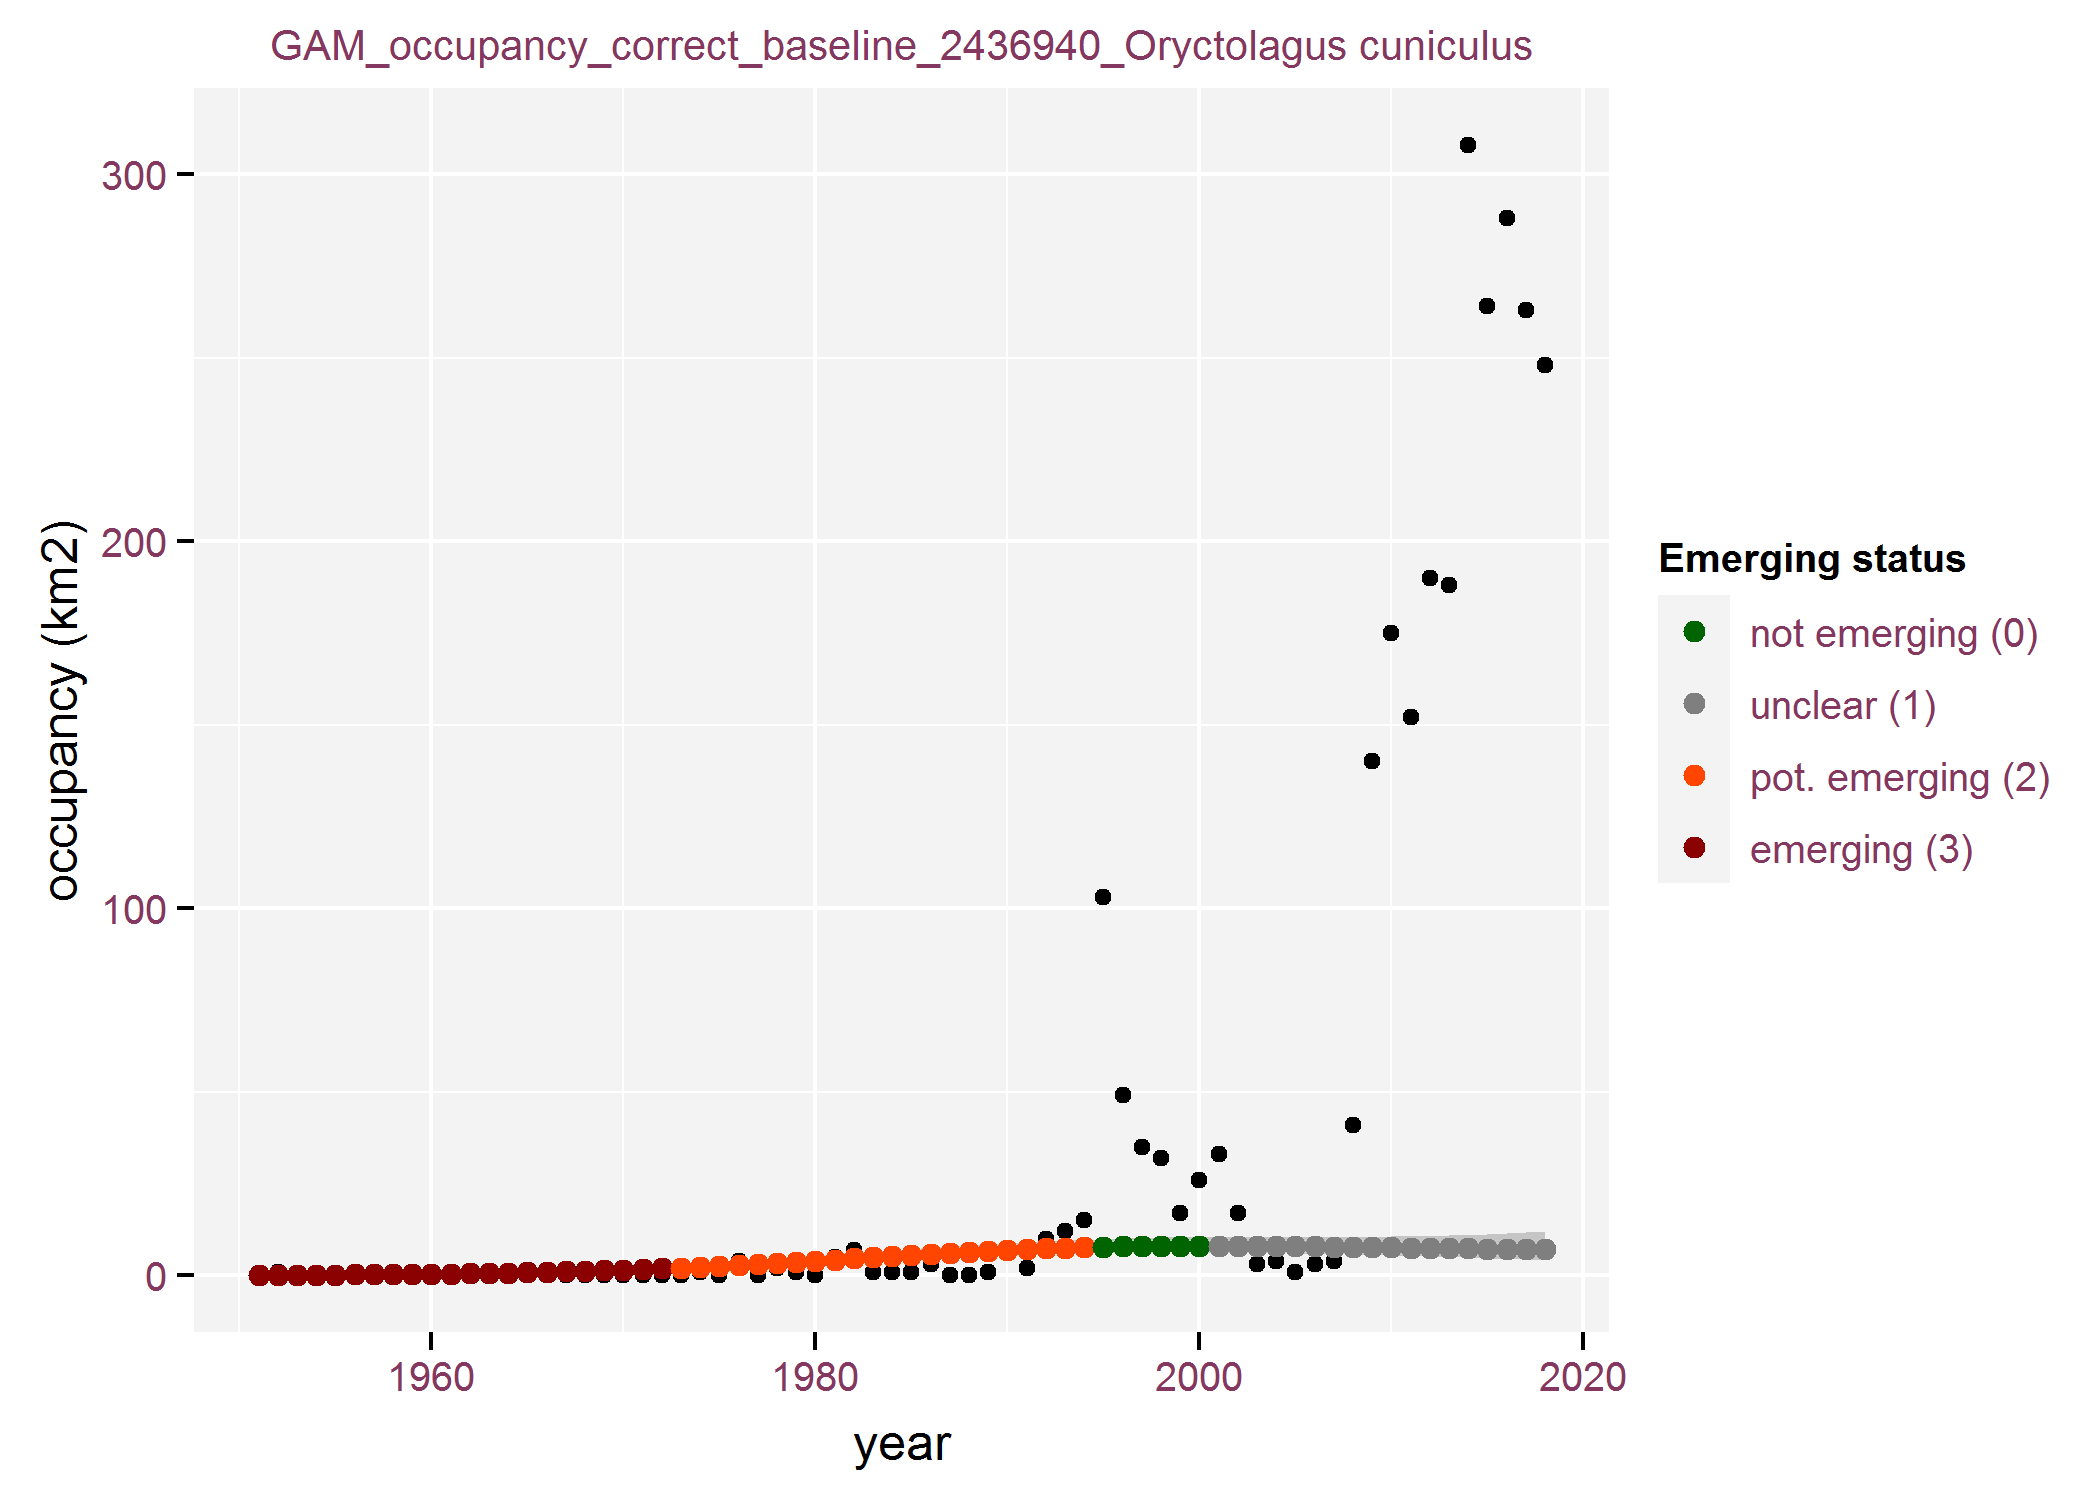 GAM_occupancy_correct_baseline_2436940_Oryctolagus cuniculus
300
200
100
0
occupancy (km2)
1960
1980
2000
2020
year
Emerging status
not emerging (0)
unclear (1)
pot. emerging (2)
emerging (3)